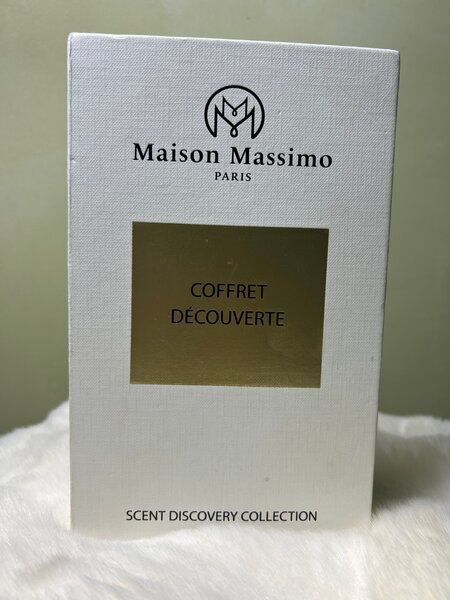 Maison Massimo
PARIS
COFFRET
DÉCOUVERTE
SCENT DISCOVERY COLLECTION